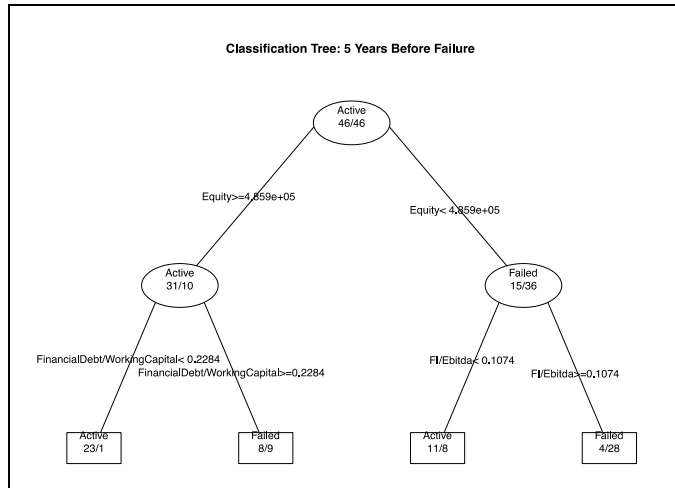 Classification Tree: 5 Years Before Failure
Active
46/46
Equity>=4.859e+05
Equity< 4.859e+05
Active
31/10
Failed
15/36
FinancialDebt/WorkingCapital< 0.2284
FinancialDebt/WorkingCapital>=0.2284
FI/Ebitda< 0.1074
FI/Ebitda>=0.1074
Active
23/1
Failed
8/9
Active
11/8
Failed
4/28